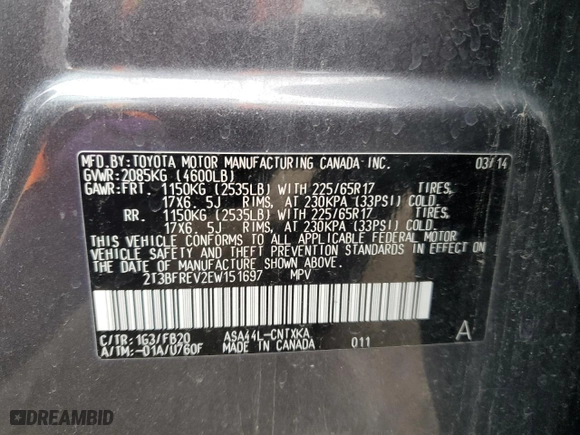 MFD.BY:TOYOTA MOTOR MANUFACTURING CANADA INC. 03/14
GVWR:2085KG (4600LB)
GAWR:FRT. 1150KG (2535LB) WITH 225/65R17 TIRES,
17X6.5J RIMS, AT 230KPA (33PSI) COLD.
RR. 1150KG (2535LB) WITH 225/65R17 TIRES,
17X6.5J RIMS, AT 230KPA (33PSI) COLD.
THIS VEHICLE CONFORMS TO ALL APPLICABLE FEDERAL MOTOR
VEHICLE SAFETY AND THEFT PREVENTION STANDARDS IN EFFECT ON
THE DATE OF MANUFACTURE SHOWN ABOVE.
2T3BFREV2EW151697 MPV
C/TR:1G3/FB20 ASA44L-CNTXKA A
A/TM:-01A/U760F MADE IN CANADA 011
DREAMBID